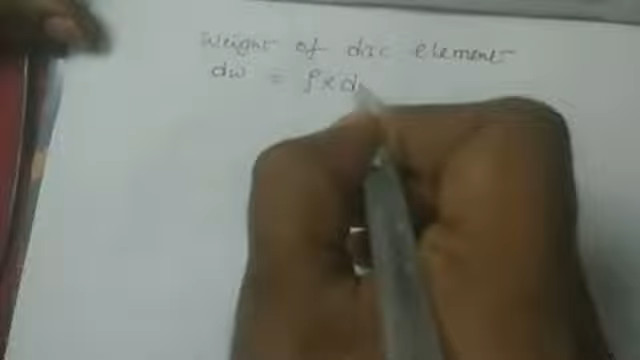 Weight of disc element
dw = ρ x d